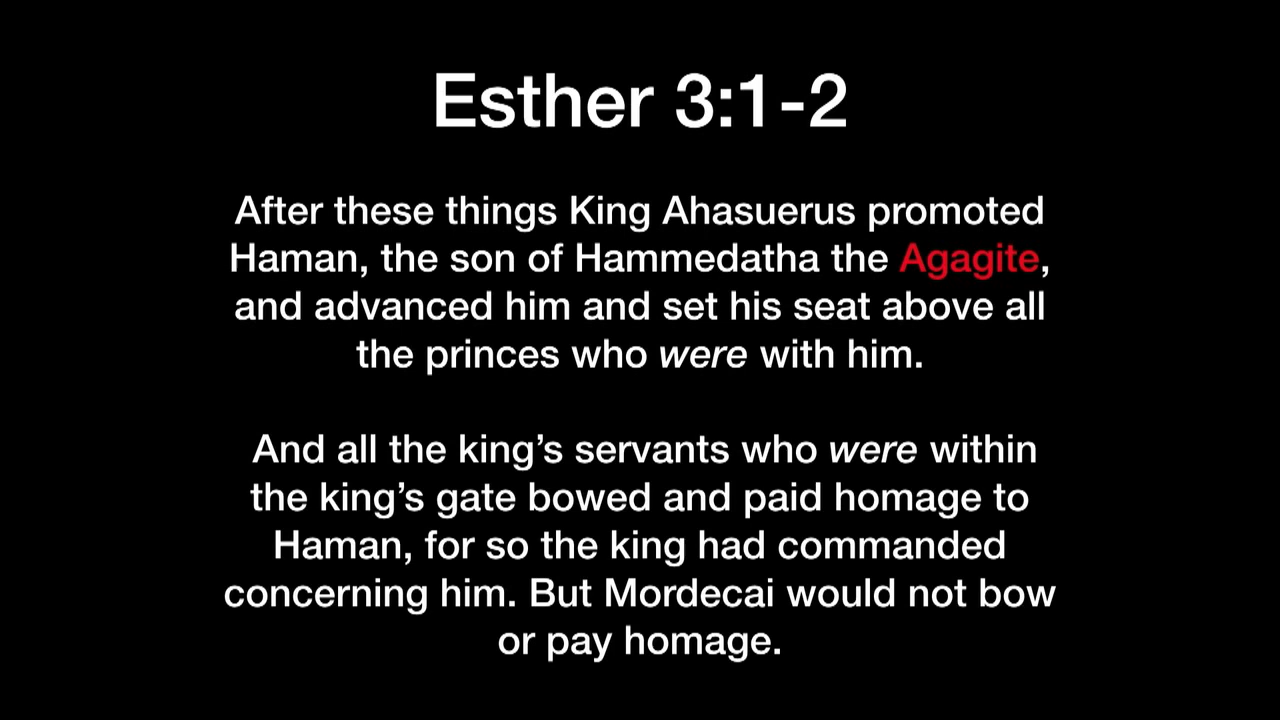 Esther 3:1-2
After these things King Ahasuerus promoted
Haman, the son of Hammedatha the Agagite,
and advanced him and set his seat above all
the princes who were with him.
And all the king’s servants who were within
the king’s gate bowed and paid homage to
Haman, for so the king had commanded
concerning him. But Mordecai would not bow
or pay homage.